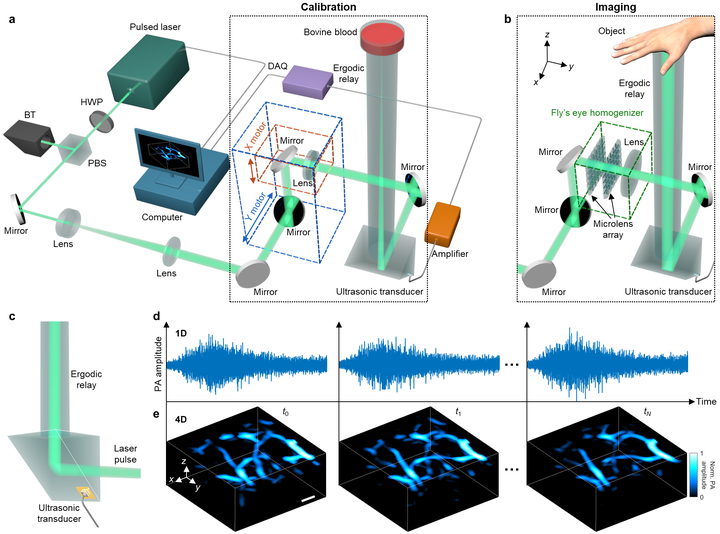 Calibration
Imaging
a
Pulsed laser
Bovine blood
b
Object
z
y
x
DAQ
Ergodic
relay
Ergodic
relay
HWP
BT
PBS
Fly's eye homogenizer
X motor
Mirror
Lens
Mirror
Mirror
Lens
Mirror
Computer
Y motor
Mirror
Mirror
Microlens
array
Mirror
Lens
Lens
Amplifier
Mirror
Ultrasonic transducer
Mirror
Ultrasonic transducer
c
Ergodic
relay
Laser
pulse
Ultrasonic
transducer
d
1D
PA amplitude
...
Time
e
4D
t0
t1
tN
z
x
y
...
1
0
Norm. PA
amplitude